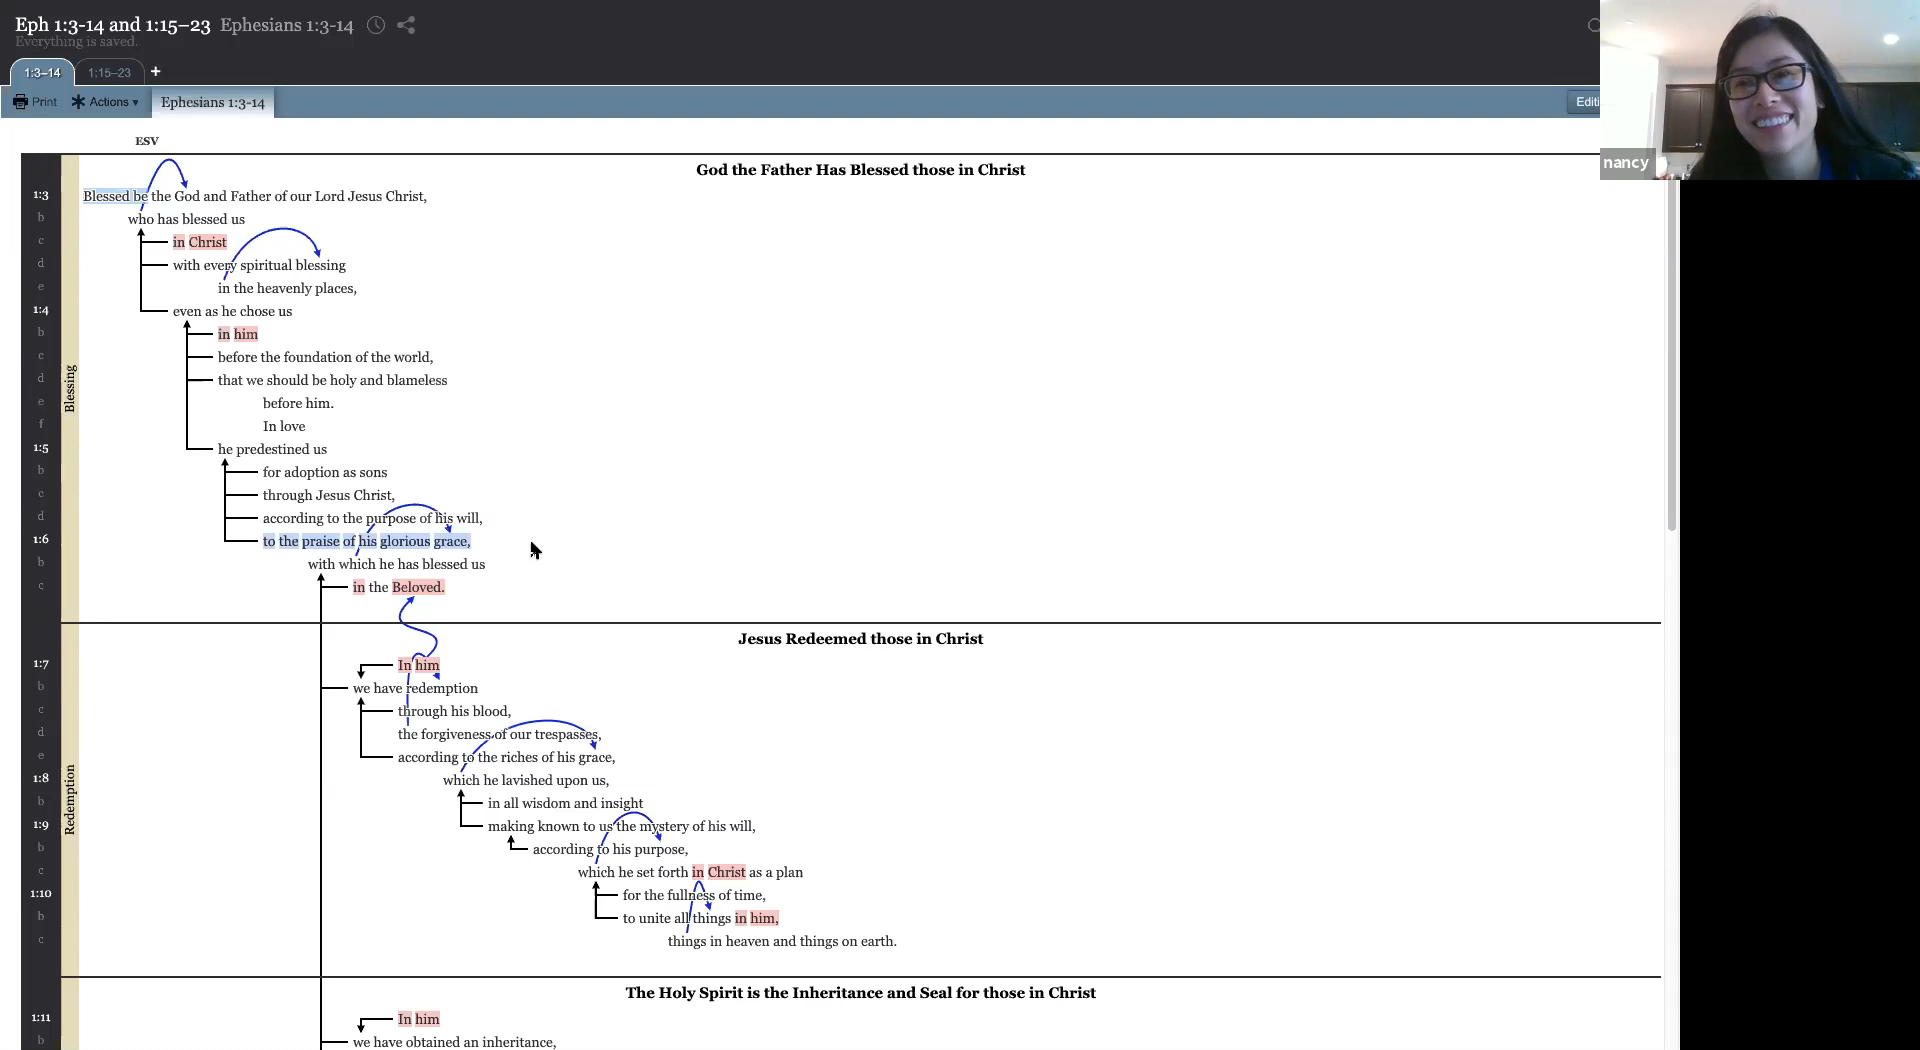 Eph 1:3-14 and 1:15–23 Ephesians 1:3-14
Everything is saved.
1:3–14 1:15–23 +
Print Actions ▾ Ephesians 1:3-14 Editi
nancy
ESV
God the Father Has Blessed those in Christ
1:3 Blessed be the God and Father of our Lord Jesus Christ,
b who has blessed us
c in Christ
d with every spiritual blessing
e in the heavenly places,
1:4 even as he chose us
b in him
c before the foundation of the world,
d that we should be holy and blameless
e before him.
f In love
1:5 he predestined us
b for adoption as sons
c through Jesus Christ,
d according to the purpose of his will,
1:6 to the praise of his glorious grace,
b with which he has blessed us
c in the Beloved.
Blessing
Jesus Redeemed those in Christ
1:7 In him
b we have redemption
c through his blood,
d the forgiveness of our trespasses,
e according to the riches of his grace,
1:8 which he lavished upon us,
b in all wisdom and insight
1:9 making known to us the mystery of his will,
b according to his purpose,
c which he set forth in Christ as a plan
1:10 for the fullness of time,
b to unite all things in him,
c things in heaven and things on earth.
Redemption
The Holy Spirit is the Inheritance and Seal for those in Christ
1:11 In him
b we have obtained an inheritance,